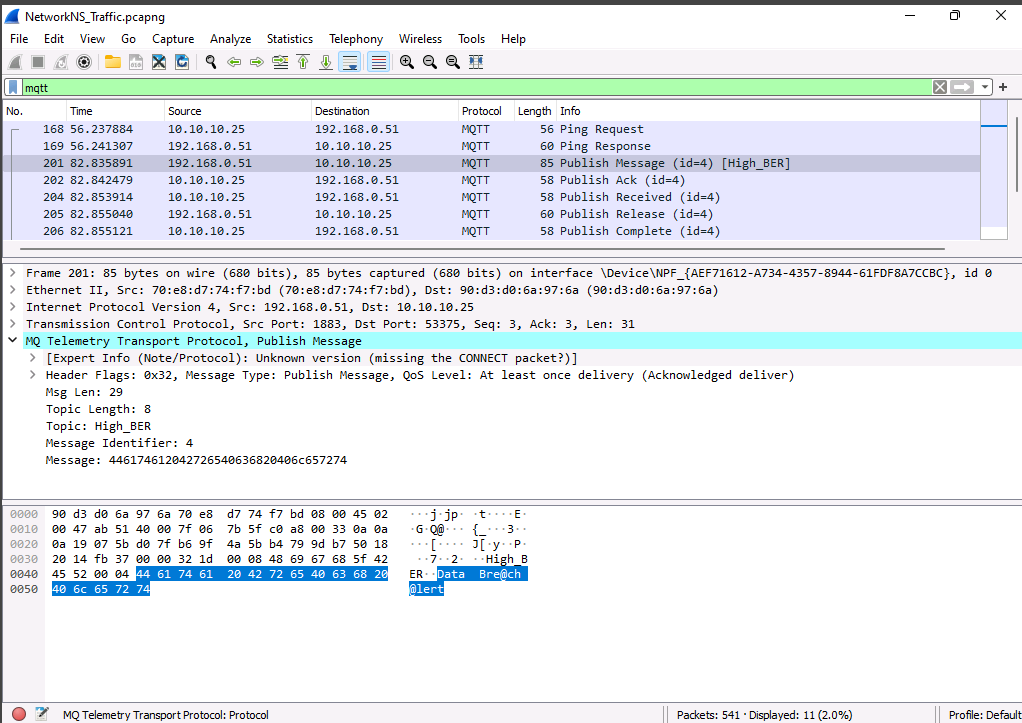 NetworkNS_Traffic.pcapng
File Edit View Go Capture Analyze Statistics Telephony Wireless Tools Help
mqtt
No. Time Source Destination Protocol Length Info
168 56.237884 10.10.10.25 192.168.0.51 MQTT 56 Ping Request
169 56.241307 192.168.0.51 10.10.10.25 MQTT 60 Ping Response
201 82.835891 192.168.0.51 10.10.10.25 MQTT 85 Publish Message (id=4) [High_BER]
202 82.842479 10.10.10.25 192.168.0.51 MQTT 58 Publish Ack (id=4)
204 82.853914 10.10.10.25 192.168.0.51 MQTT 58 Publish Received (id=4)
205 82.855040 192.168.0.51 10.10.10.25 MQTT 60 Publish Release (id=4)
206 82.855121 10.10.10.25 192.168.0.51 MQTT 58 Publish Complete (id=4)
Frame 201: 85 bytes on wire (680 bits), 85 bytes captured (680 bits) on interface \Device\NPF_{AEF71612-A734-4357-8944-61FDF8A7CCBC}, id 0
Ethernet II, Src: 70:e8:d7:74:f7:bd (70:e8:d7:74:f7:bd), Dst: 90:d3:d0:6a:97:6a (90:d3:d0:6a:97:6a)
Internet Protocol Version 4, Src: 192.168.0.51, Dst: 10.10.10.25
Transmission Control Protocol, Src Port: 1883, Dst Port: 53375, Seq: 3, Ack: 3, Len: 31
MQ Telemetry Transport Protocol, Publish Message
[Expert Info (Note/Protocol): Unknown version (missing the CONNECT packet?)]
Header Flags: 0x32, Message Type: Publish Message, QoS Level: At least once delivery (Acknowledged deliver)
Msg Len: 29
Topic Length: 8
Topic: High_BER
Message Identifier: 4
Message: 446174612042726540636820406c657274
0000 90 d3 d0 6a 97 6a 70 e8 d7 74 f7 bd 08 00 45 02 ···j·jp· ·t····E·
0010 00 47 ab 51 40 00 7f 06 7b 5f c0 a8 00 33 0a 0a ·G·Q@··· {_···3··
0020 0a 19 07 5b d0 7f b6 9f 4a 5b b4 79 9d b7 50 18 ···[···· J[·y··P·
0030 20 14 fb 37 00 00 32 1d 00 08 48 69 67 68 5f 42 ··7··2· ··High_B
0040 45 52 00 04 44 61 74 61 20 42 72 65 40 63 68 20 ER··Data Bre@ch
0050 40 6c 65 72 74 @lert
MQ Telemetry Transport Protocol: Protocol Packets: 541 · Displayed: 11 (2.0%) Profile: Default